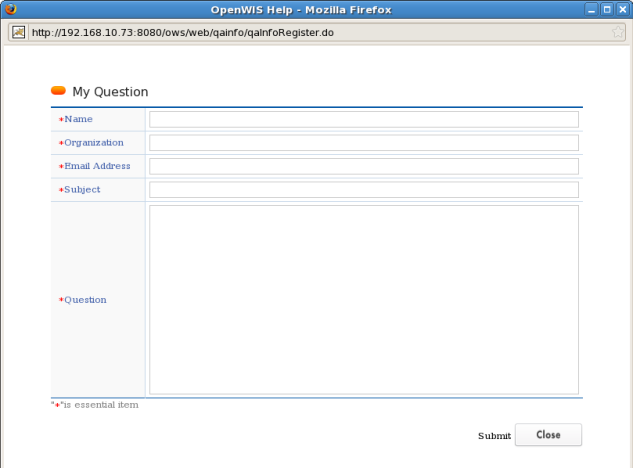 OpenWIS Help - Mozilla Firefox
http://192.168.10.73:8080/ows/web/qainfo/qaInfoRegister.do
My Question
*Name
*Organization
*Email Address
*Subject
*Question
"*"is essential item
Submit Close